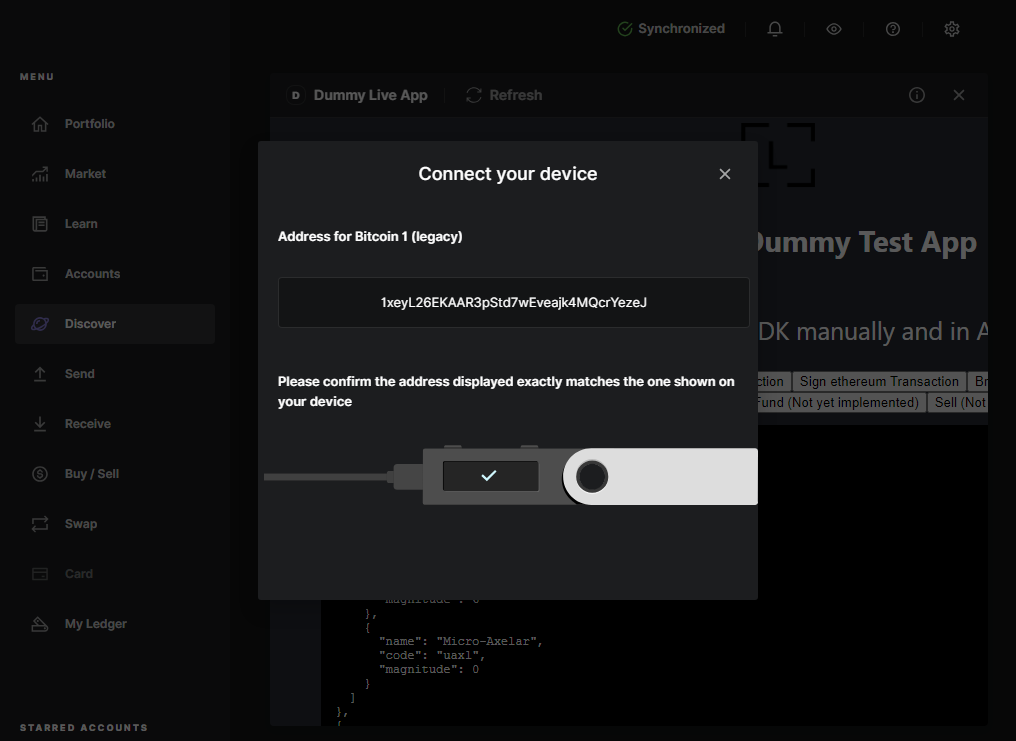 Synchronized
MENU
Portfolio
Market
Learn
Accounts
Discover
Send
Receive
Buy / Sell
Swap
Card
My Ledger
STARRED ACCOUNTS
D Dummy Live App
Refresh
L
Dummy Test App
DK manually and in A
ction Sign ethereum Transaction Br
Fund (Not yet implemented) Sell (Not
Connect your device
Address for Bitcoin 1 (legacy)
1xeyL26EKAAR3pStd7wEveajk4MQcrYezeJ
Please confirm the address displayed exactly matches the one shown on
your device
"magnitude": 6
},
{
"name": "Micro-Axelar",
"code": "uaxl",
"magnitude": 0
}
]
},
{